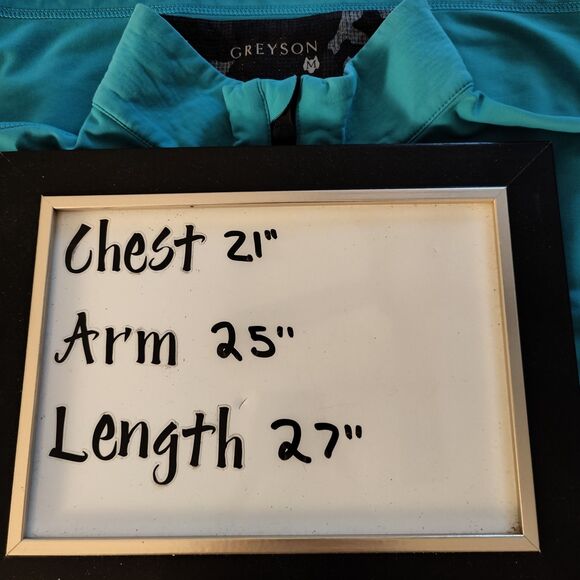 GREYSON
M
Chest 21"
Arm 25"
Length 27"